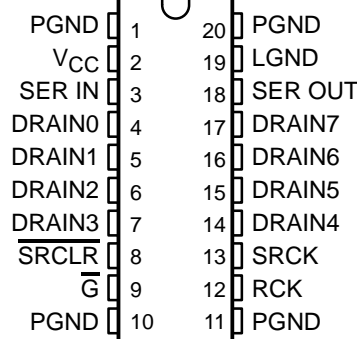 PGND 1 20 PGND
VCC 2 19 LGND
SER IN 3 18 SER OUT
DRAIN0 4 17 DRAIN7
DRAIN1 5 16 DRAIN6
DRAIN2 6 15 DRAIN5
DRAIN3 7 14 DRAIN4
S̅R̅C̅L̅R̅ 8 13 SRCK
G̅ 9 12 RCK
PGND 10 11 PGND